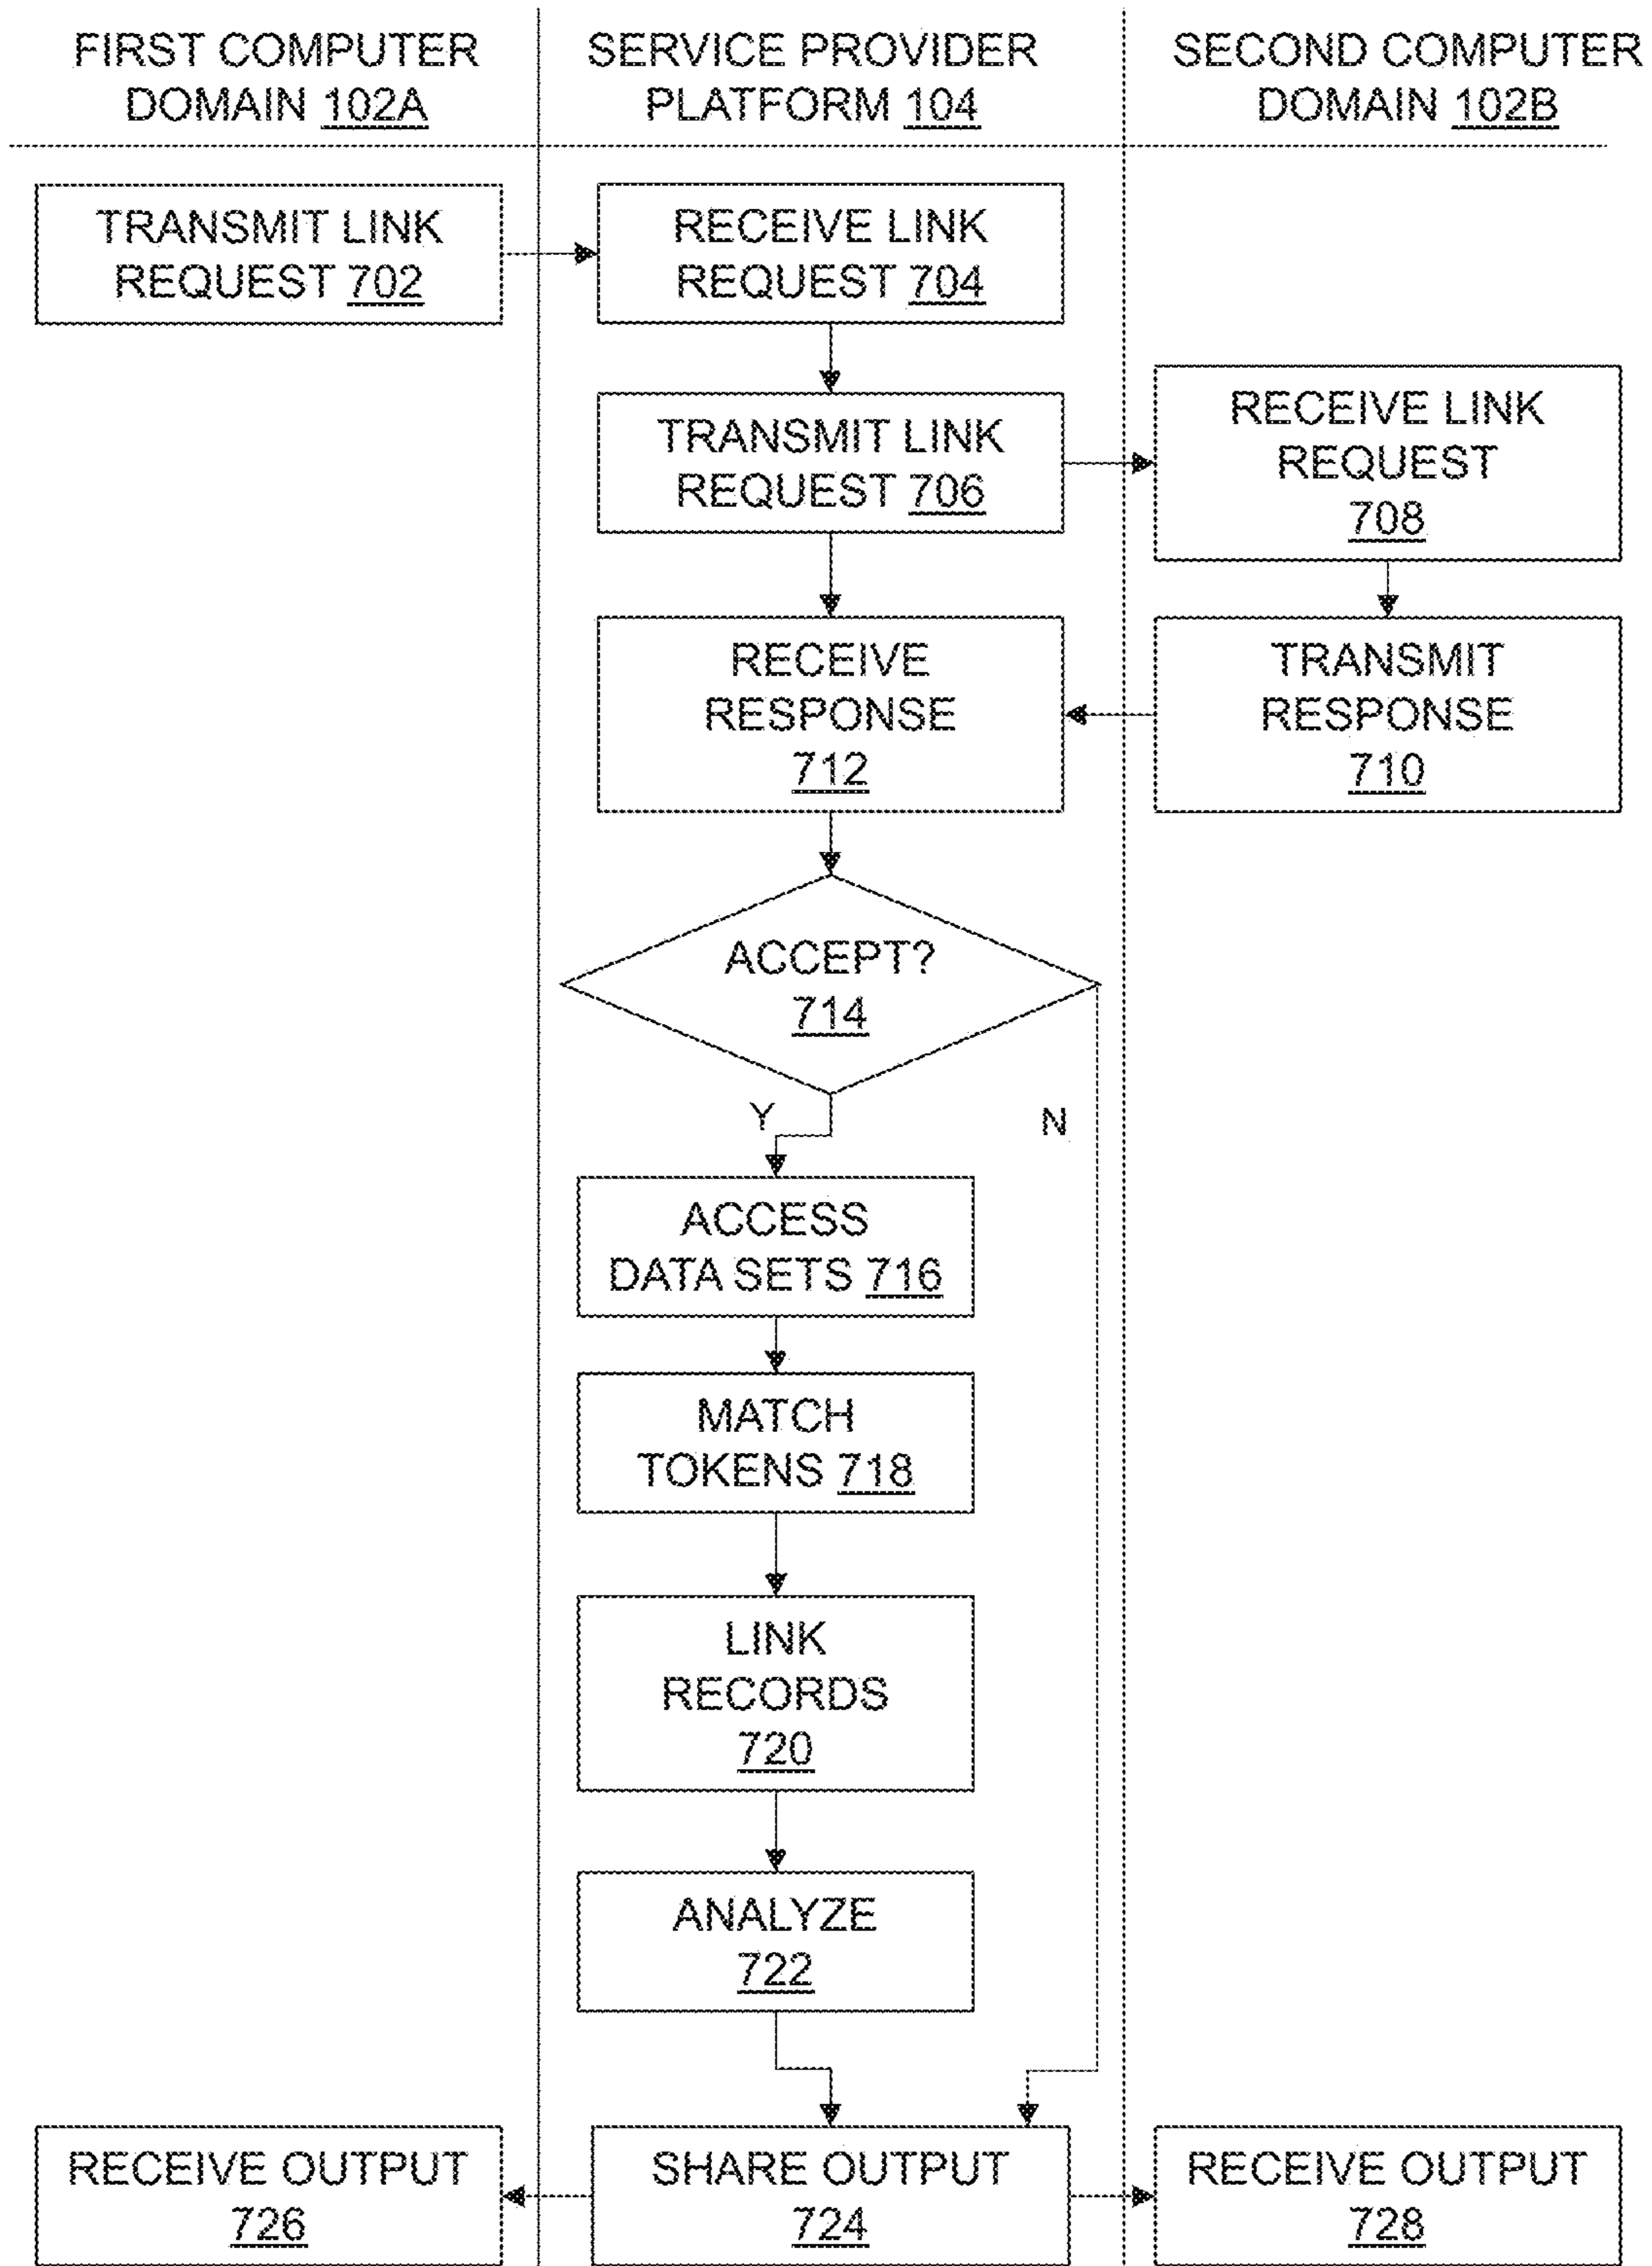 FIRST COMPUTER
DOMAIN 102A
SERVICE PROVIDER
PLATFORM 104
SECOND COMPUTER
DOMAIN 102B
TRANSMIT LINK
REQUEST 702
RECEIVE LINK
REQUEST 704
TRANSMIT LINK
REQUEST 706
RECEIVE LINK
REQUEST
708
RECEIVE
RESPONSE
712
TRANSMIT
RESPONSE
710
ACCEPT?
714
Y
N
ACCESS
DATA SETS 716
MATCH
TOKENS 718
LINK
RECORDS
720
ANALYZE
722
RECEIVE OUTPUT
726
SHARE OUTPUT
724
RECEIVE OUTPUT
728